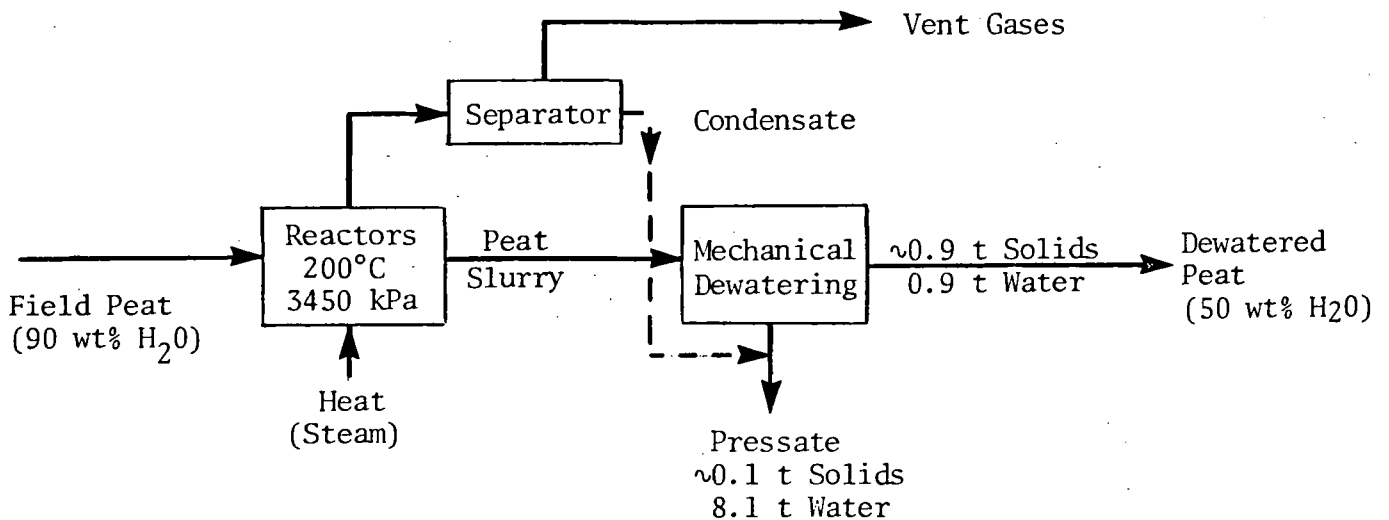 Vent Gases
Separator
Condensate
Reactors
200°C
3450 kPa
Peat
Slurry
Mechanical
Dewatering
~0.9 t Solids
0.9 t Water
Dewatered
Peat
(50 wt% H2O)
Field Peat
(90 wt% H2O)
Heat
(Steam)
Pressate
~0.1 t Solids
8.1 t Water